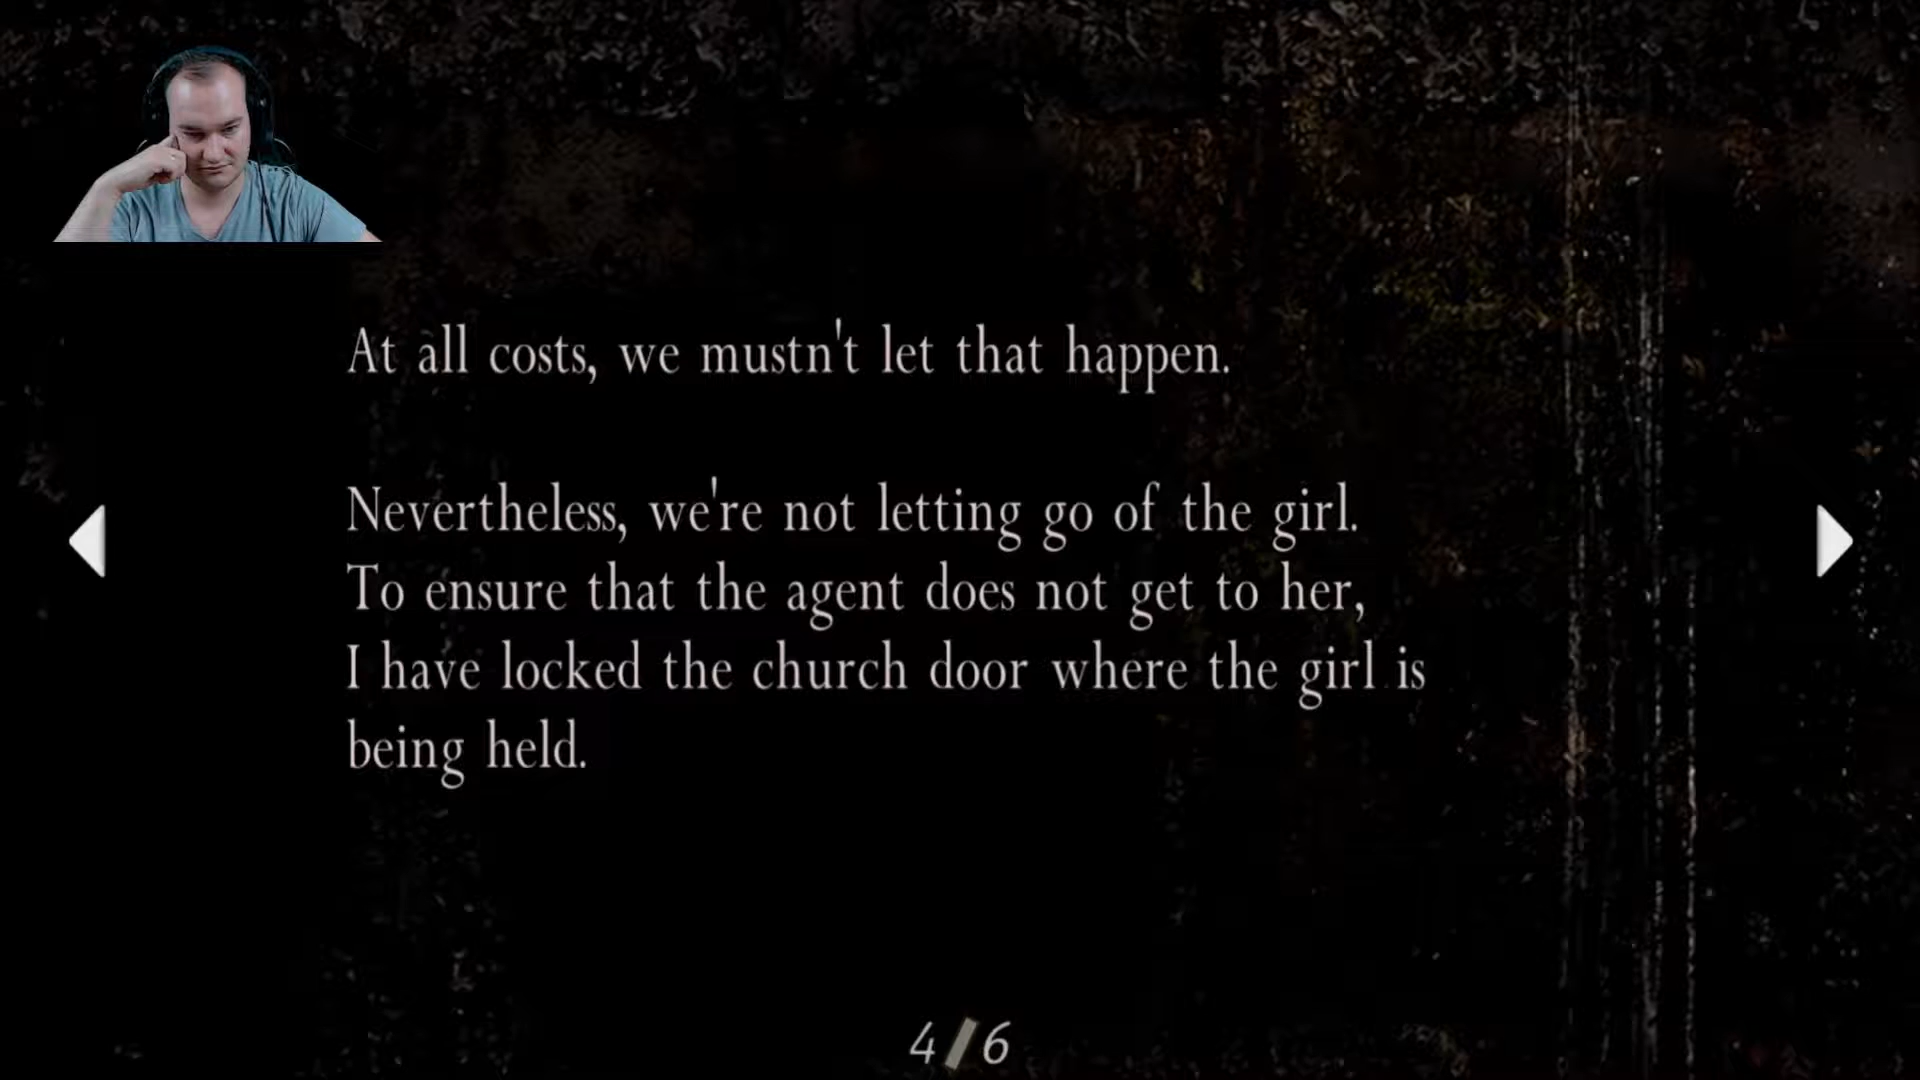 At all costs, we mustn't let that happen.
Nevertheless, we're not letting go of the girl.
To ensure that the agent does not get to her,
I have locked the church door where the girl is
being held.
4/6